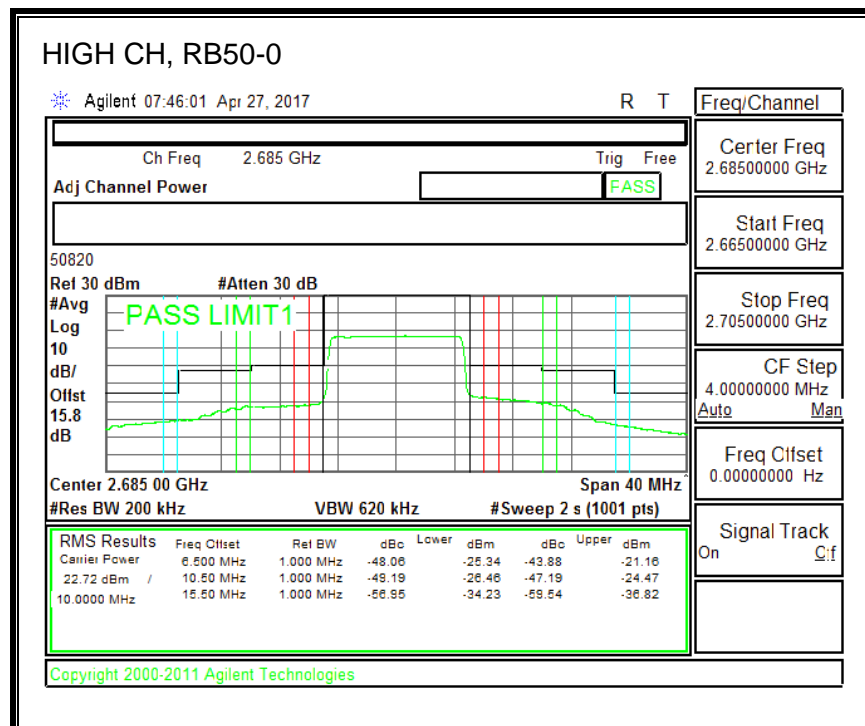 HIGH CH, RB50-0
Agilent 07:46:01 Apr 27, 2017 R T
Freq/Channel
Ch Freq 2.685 GHz Trig Free
Adj Channel Power
PASS
Center Freq
2.68500000 GHz
Start Freq
2.66500000 GHz
Stop Freq
2.70500000 GHz
CF Step
4.00000000 MHz
Auto Man
Freq Offset
0.00000000 Hz
Signal Track
On Off
50820
Ref 30 dBm #Atten 30 dB
#Avg
Log
10
dB/
Offst
15.8
dB
PASS LIMIT1
Center 2.685 00 GHz Span 40 MHz
#Res BW 200 kHz VBW 620 kHz #Sweep 2 s (1001 pts)
RMS Results Freq Offset Ref BW dBc Lower dBm dBc Upper dBm
Carrier Power 6.500 MHz 1.000 MHz -48.06 -25.34 -43.88 -21.16
22.72 dBm / 10.50 MHz 1.000 MHz -49.19 -26.46 -47.19 -24.47
10.0000 MHz 15.50 MHz 1.000 MHz -56.95 -34.23 -59.54 -36.82
Copyright 2000-2011 Agilent Technologies